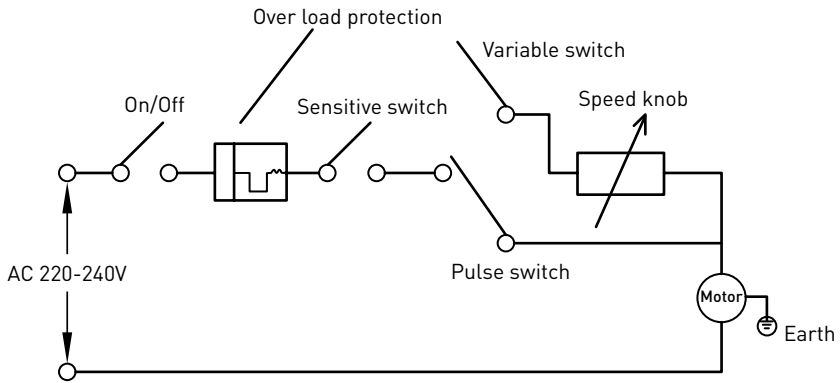 Over load protection
Variable switch
On/Off
Sensitive switch
Speed knob
AC 220-240V
Pulse switch
Motor
Earth